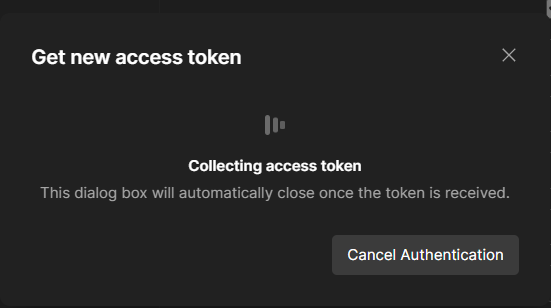 Get new access token
Collecting access token
This dialog box will automatically close once the token is received.
Cancel Authentication